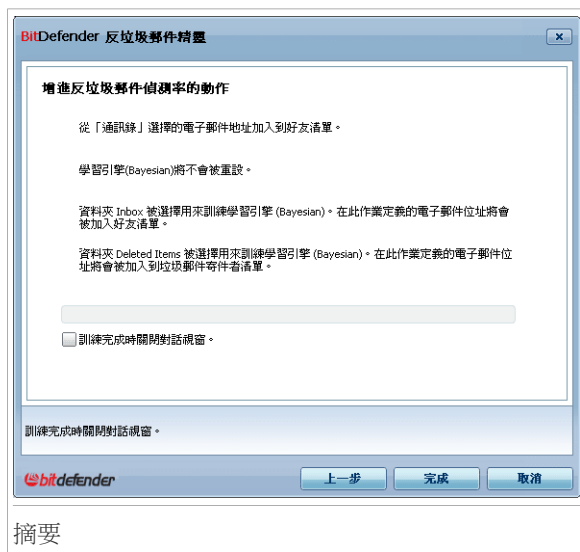 BitDefender 反垃圾郵件精靈
增進反垃圾郵件偵測率的動作
從「通訊錄」選擇的電子郵件地址加入到好友清單。
學習引擎(Bayesian)將不會被重設。
資料夾 Inbox 被選擇用來訓練學習引擎 (Bayesian)。在此作業定義的電子郵件位址將會
被加入好友清單。
資料夾 Deleted Items 被選擇用來訓練學習引擎 (Bayesian)。在此作業定義的電子郵件位
址將會被加入到垃圾郵件寄件者清單。
訓練完成時關閉對話視窗。
訓練完成時關閉對話視窗。
bitdefender
上一步 完成 取消
摘要